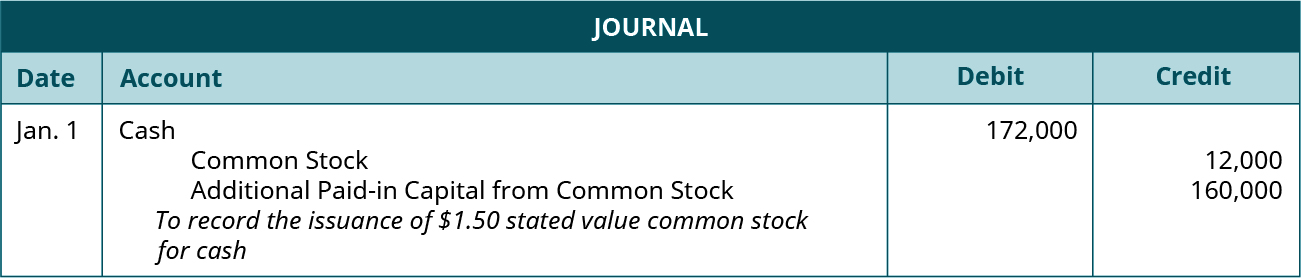 JOURNAL
Date Account Debit Credit
Jan. 1 Cash 172,000
Common Stock 12,000
Additional Paid-in Capital from Common Stock 160,000
To record the issuance of $1.50 stated value common stock
for cash